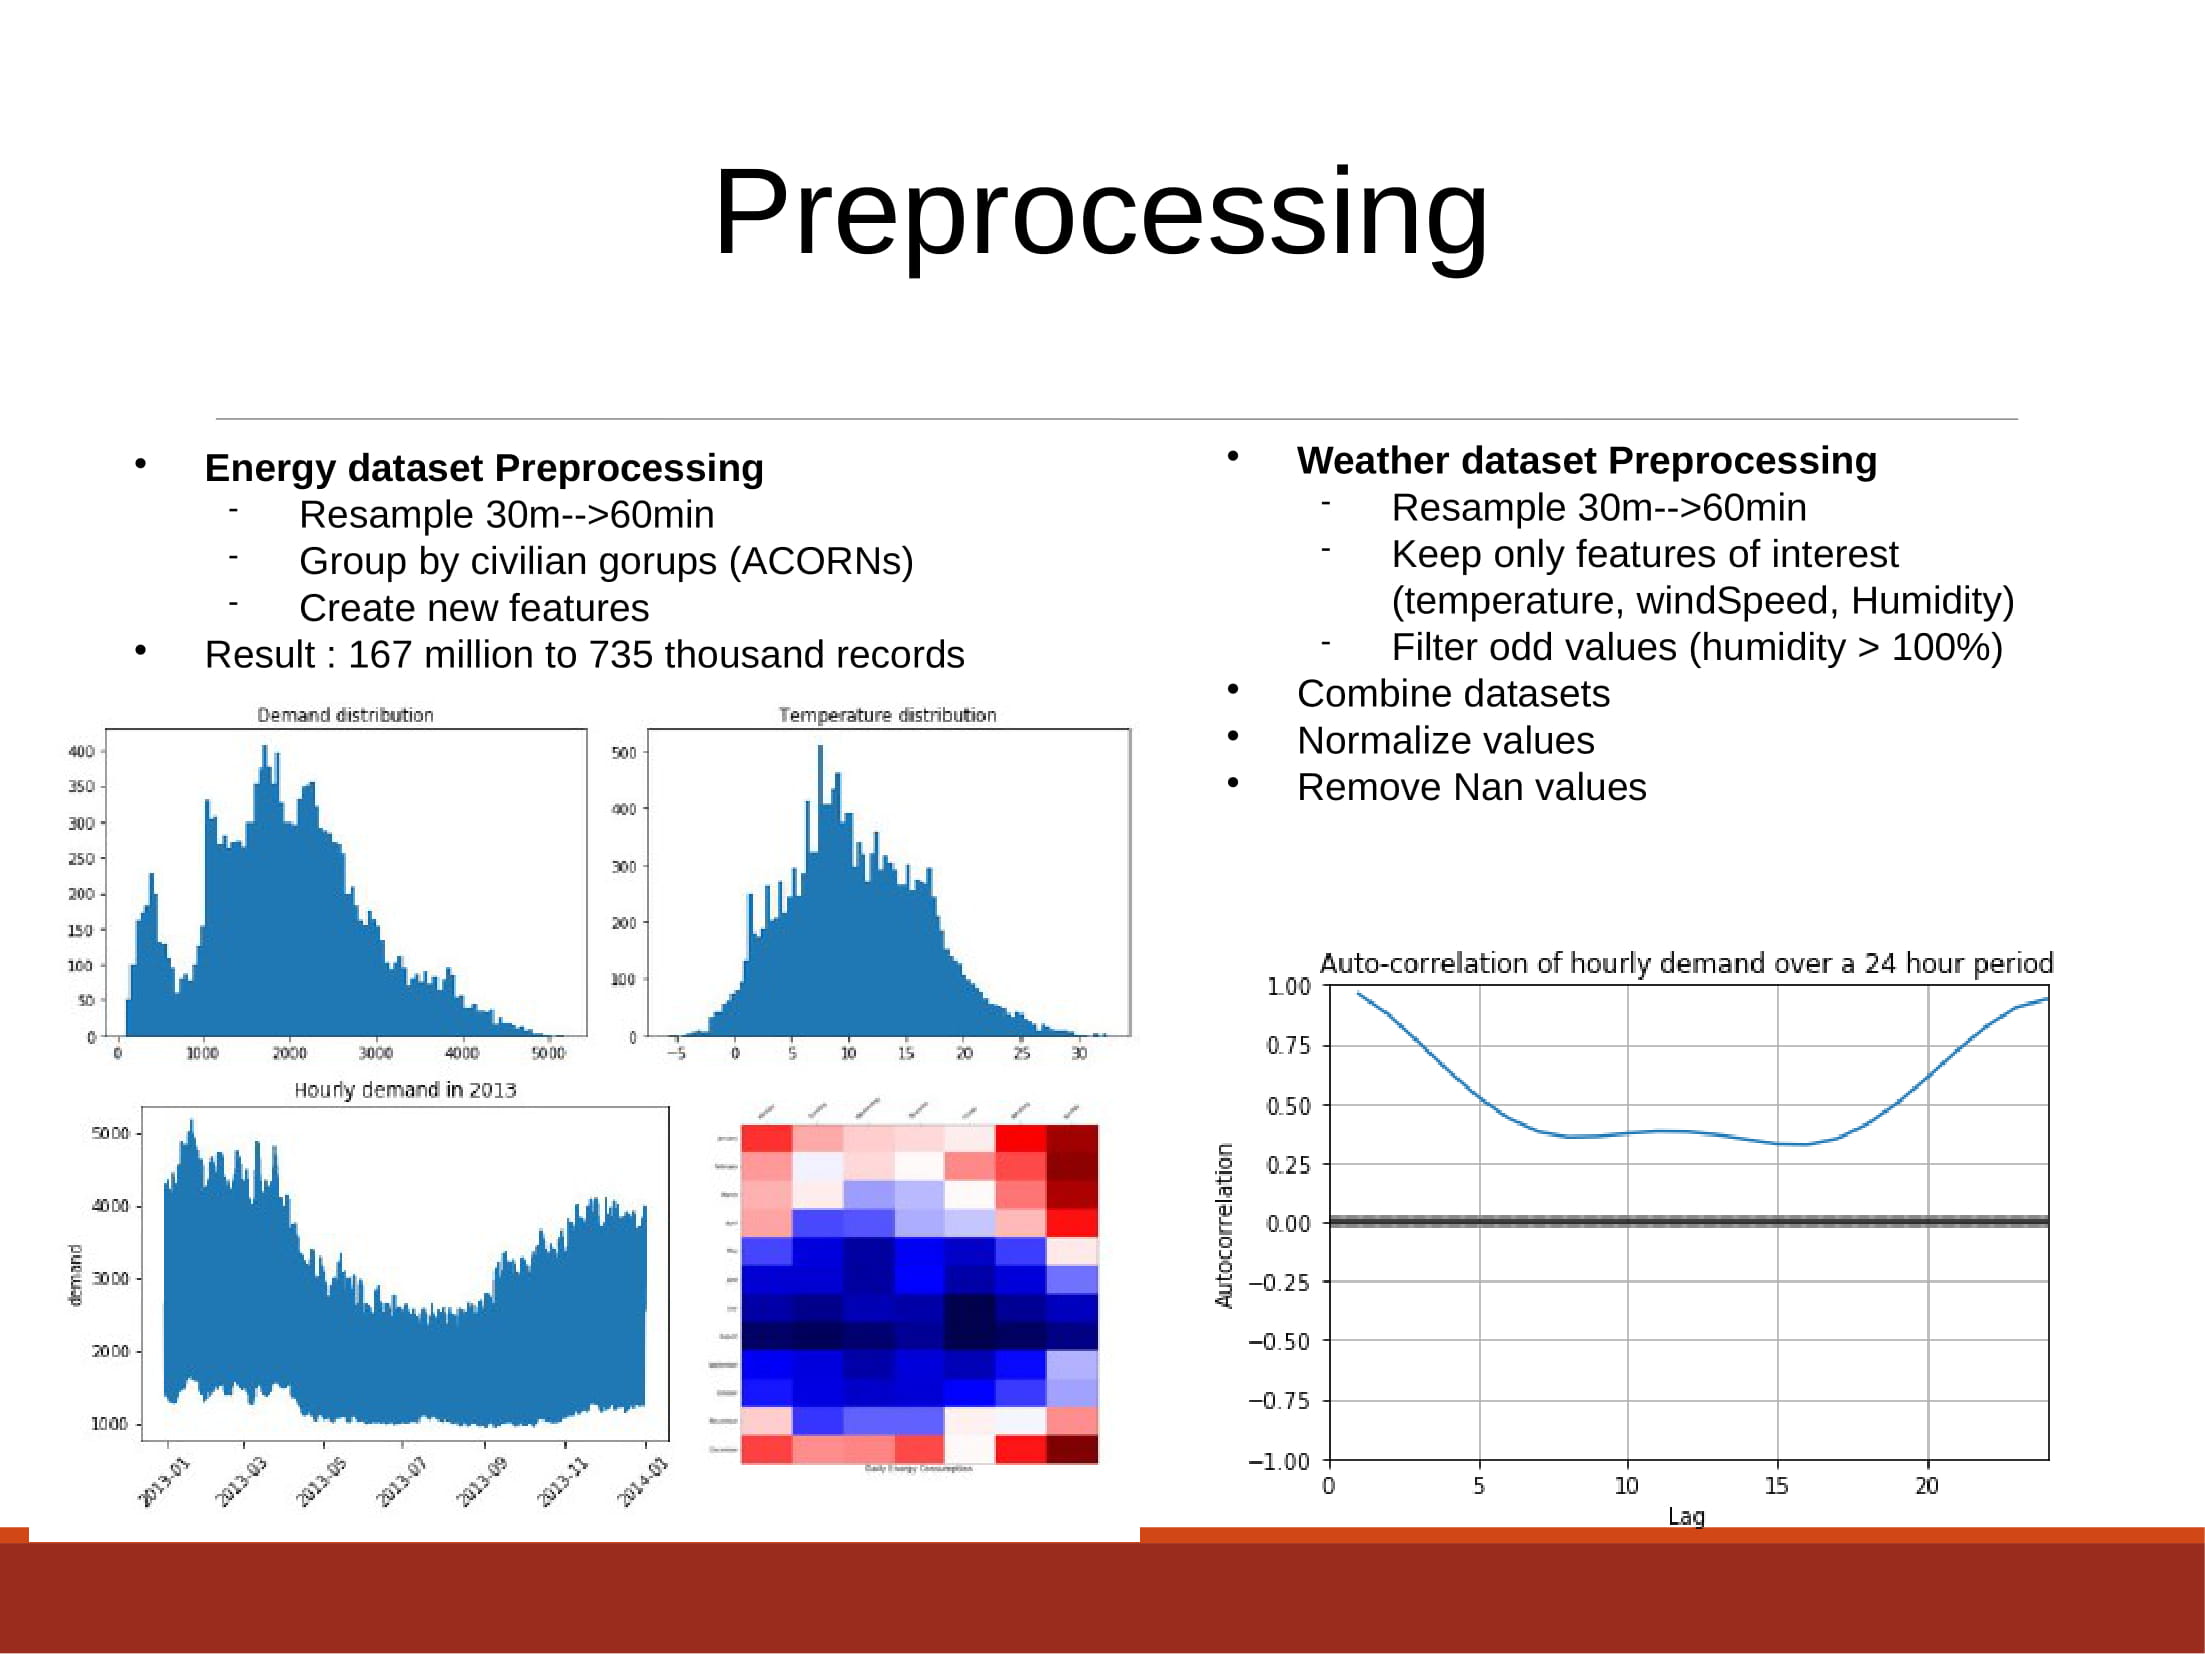 Preprocessing
• Energy dataset Preprocessing
- Resample 30m-->60min
- Group by civilian gorups (ACORNs)
- Create new features
• Result : 167 million to 735 thousand records
• Weather dataset Preprocessing
- Resample 30m-->60min
- Keep only features of interest
(temperature, windSpeed, Humidity)
- Filter odd values (humidity > 100%)
• Combine datasets
• Normalize values
• Remove Nan values
Demand distribution
400
350
300
250
200
150
100
50
0
0 1000 2000 3000 4000 5000
Temperature distribution
500
400
300
200
100
0
−5 0 5 10 15 20 25 30
Hourly demand in 2013
demand
5000
4000
3000
2000
1000
2013-01 2013-03 2013-05 2013-07 2013-09 2013-11 2014-01
Daily Energy Consumption
Auto-correlation of hourly demand over a 24 hour period
Autocorrelation
1.00
0.75
0.50
0.25
0.00
−0.25
−0.50
−0.75
−1.00
0 5 10 15 20
Lag